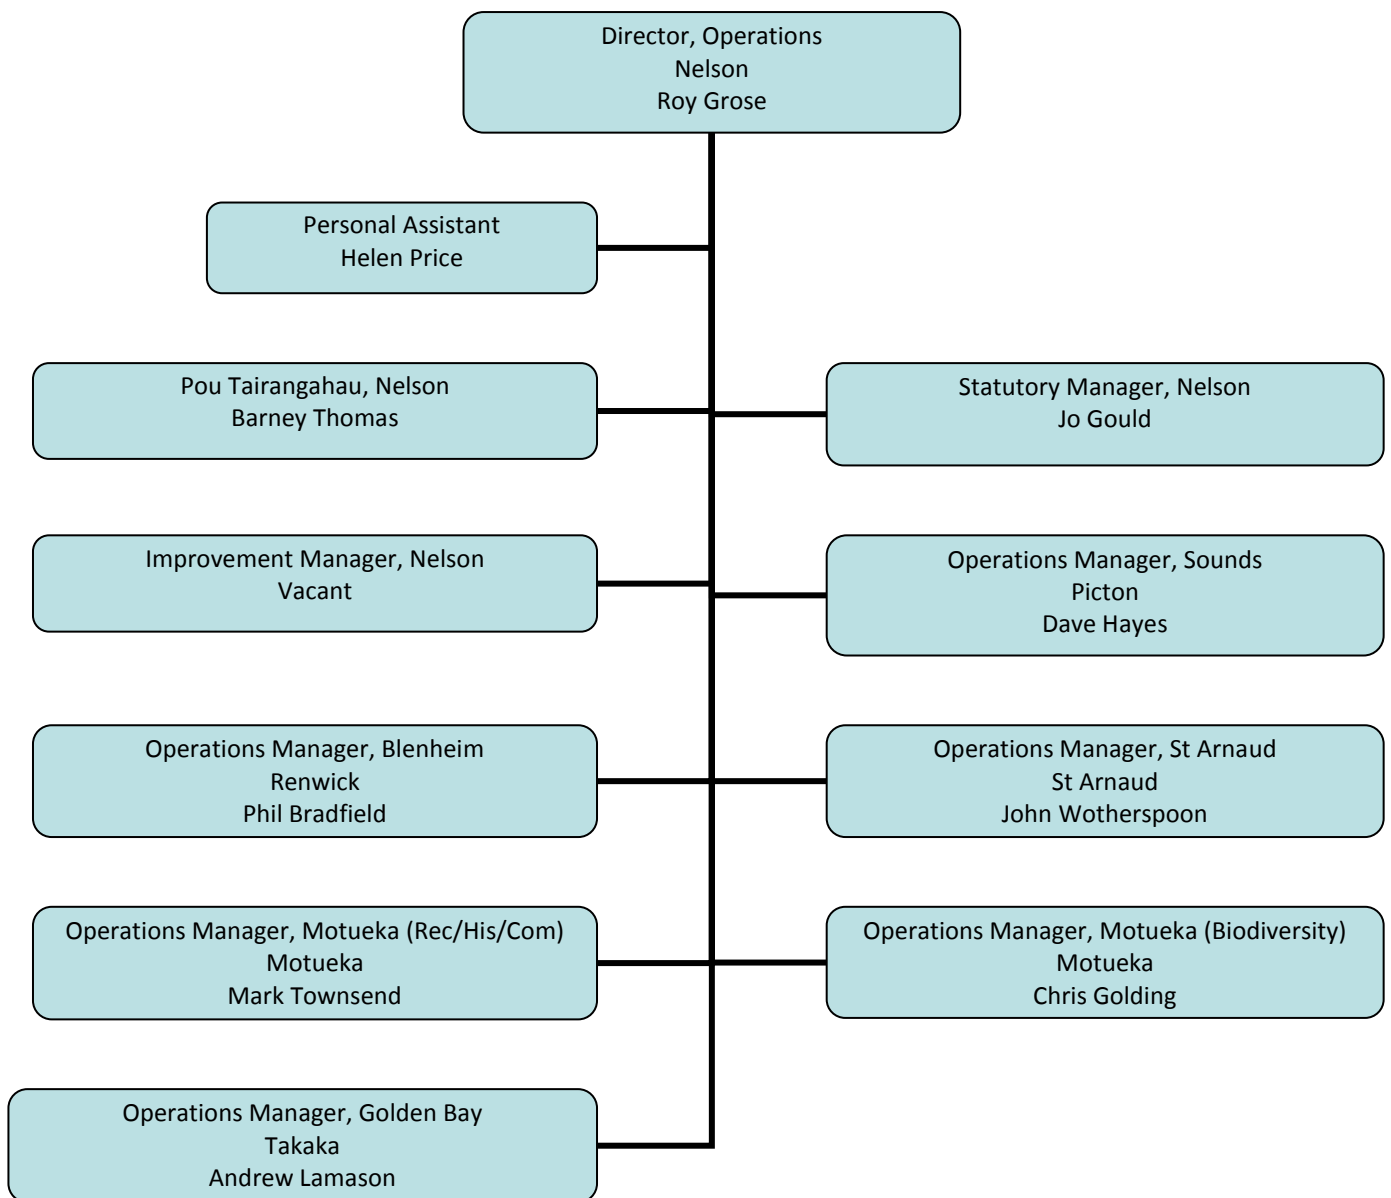 Director, Operations
Nelson
Roy Grose
Personal Assistant
Helen Price
Pou Tairangahau, Nelson
Barney Thomas
Statutory Manager, Nelson
Jo Gould
Improvement Manager, Nelson
Vacant
Operations Manager, Sounds
Picton
Dave Hayes
Operations Manager, Blenheim
Renwick
Phil Bradfield
Operations Manager, St Arnaud
St Arnaud
John Wotherspoon
Operations Manager, Motueka (Rec/His/Com)
Motueka
Mark Townsend
Operations Manager, Motueka (Biodiversity)
Motueka
Chris Golding
Operations Manager, Golden Bay
Takaka
Andrew Lamason